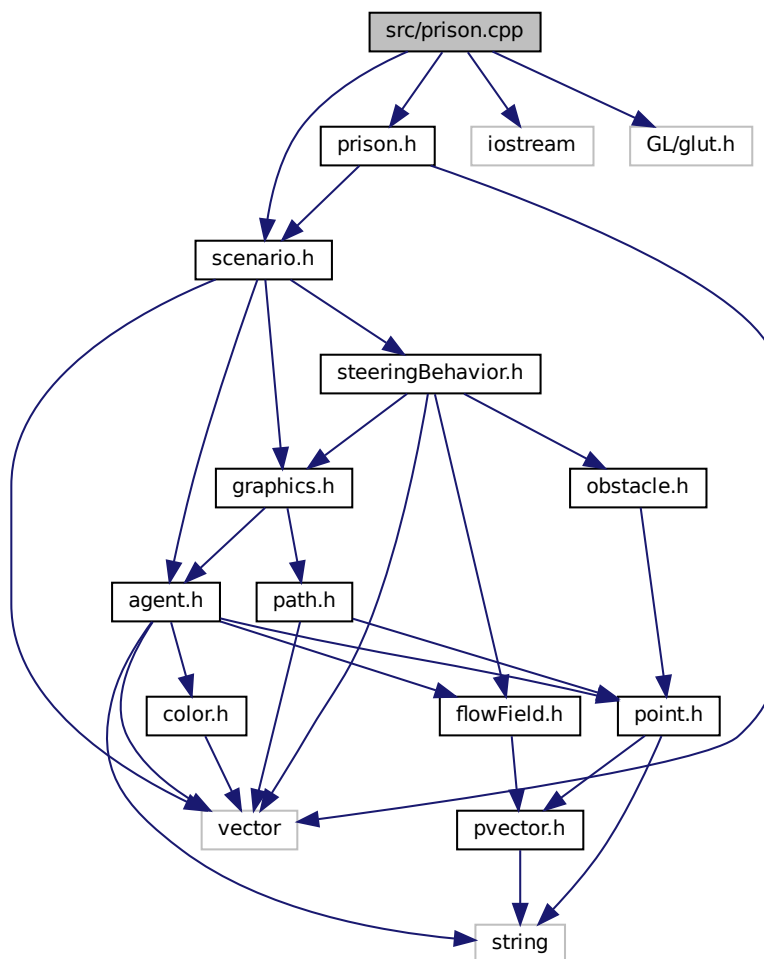 src/prison.cpp
prison.h
iostream
GL/glut.h
scenario.h
steeringBehavior.h
graphics.h
obstacle.h
agent.h
path.h
color.h
flowField.h
point.h
vector
pvector.h
string